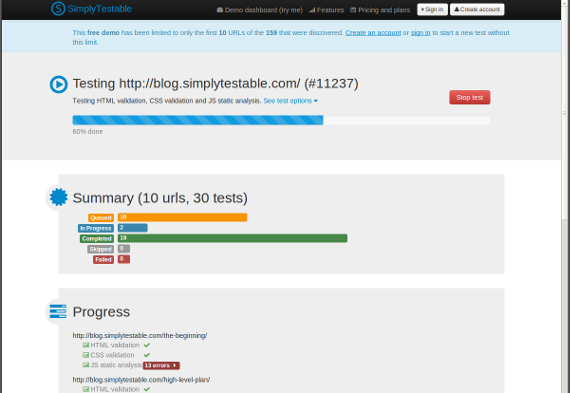 SimplyTestable
Demo dashboard (try me) Features Pricing and plans Sign in Create account
This free demo has been limited to only the first 10 URLs of the 159 that were discovered. Create an account or sign in to start a new test without
this limit.
Testing http://blog.simplytestable.com/ (#11237)
Testing HTML validation, CSS validation and JS static analysis. See test options
Stop test
60% done
Summary (10 urls, 30 tests)
Queued 10
In Progress 2
Completed 18
Skipped 0
Failed 0
Progress
http://blog.simplytestable.com/the-beginning/
HTML validation
CSS validation
JS static analysis 13 errors
http://blog.simplytestable.com/high-level-plan/
HTML validation